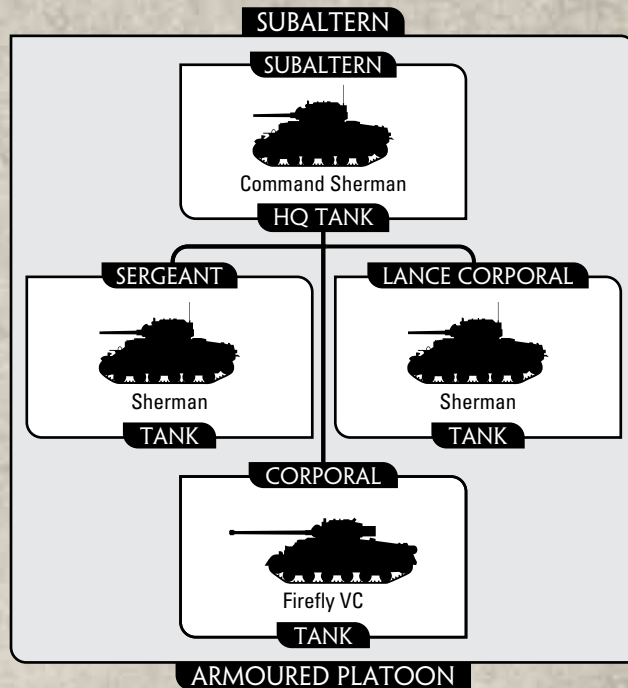 SUBALTERN
SUBALTERN
Command Sherman
HQ TANK
SERGEANT
Sherman
TANK
LANCE CORPORAL
Sherman
TANK
CORPORAL
Firefly VC
TANK
ARMOURED PLATOON